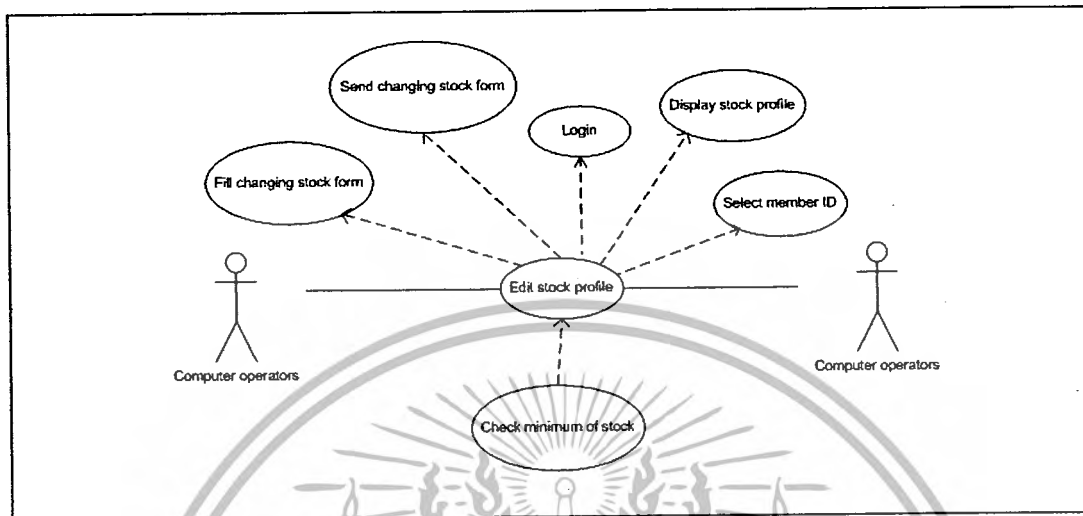 Send changing stock form
Display stock profile
Login
Fill changing stock form
Select member ID
Edit stock profile
Computer operators
Computer operators
Check minimum of stock